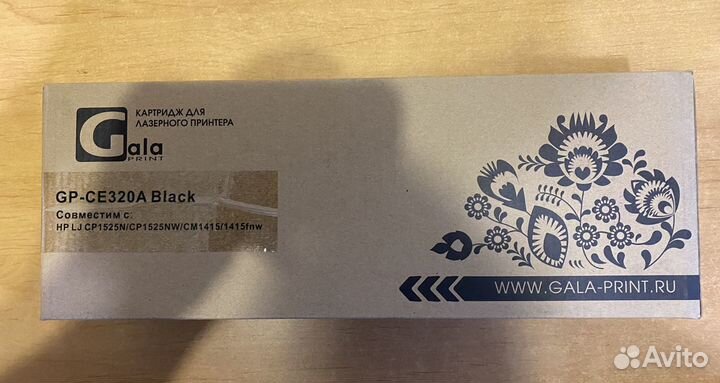 Gala
PRINT
КАРТРИДЖ ДЛЯ
ЛАЗЕРНОГО ПРИНТЕРА
GP-CE320A Black
Совместим с:
HP LJ CP1525N/CP1525NW/CM1415/1415fnw
WWW.GALA-PRINT.RU
Avito